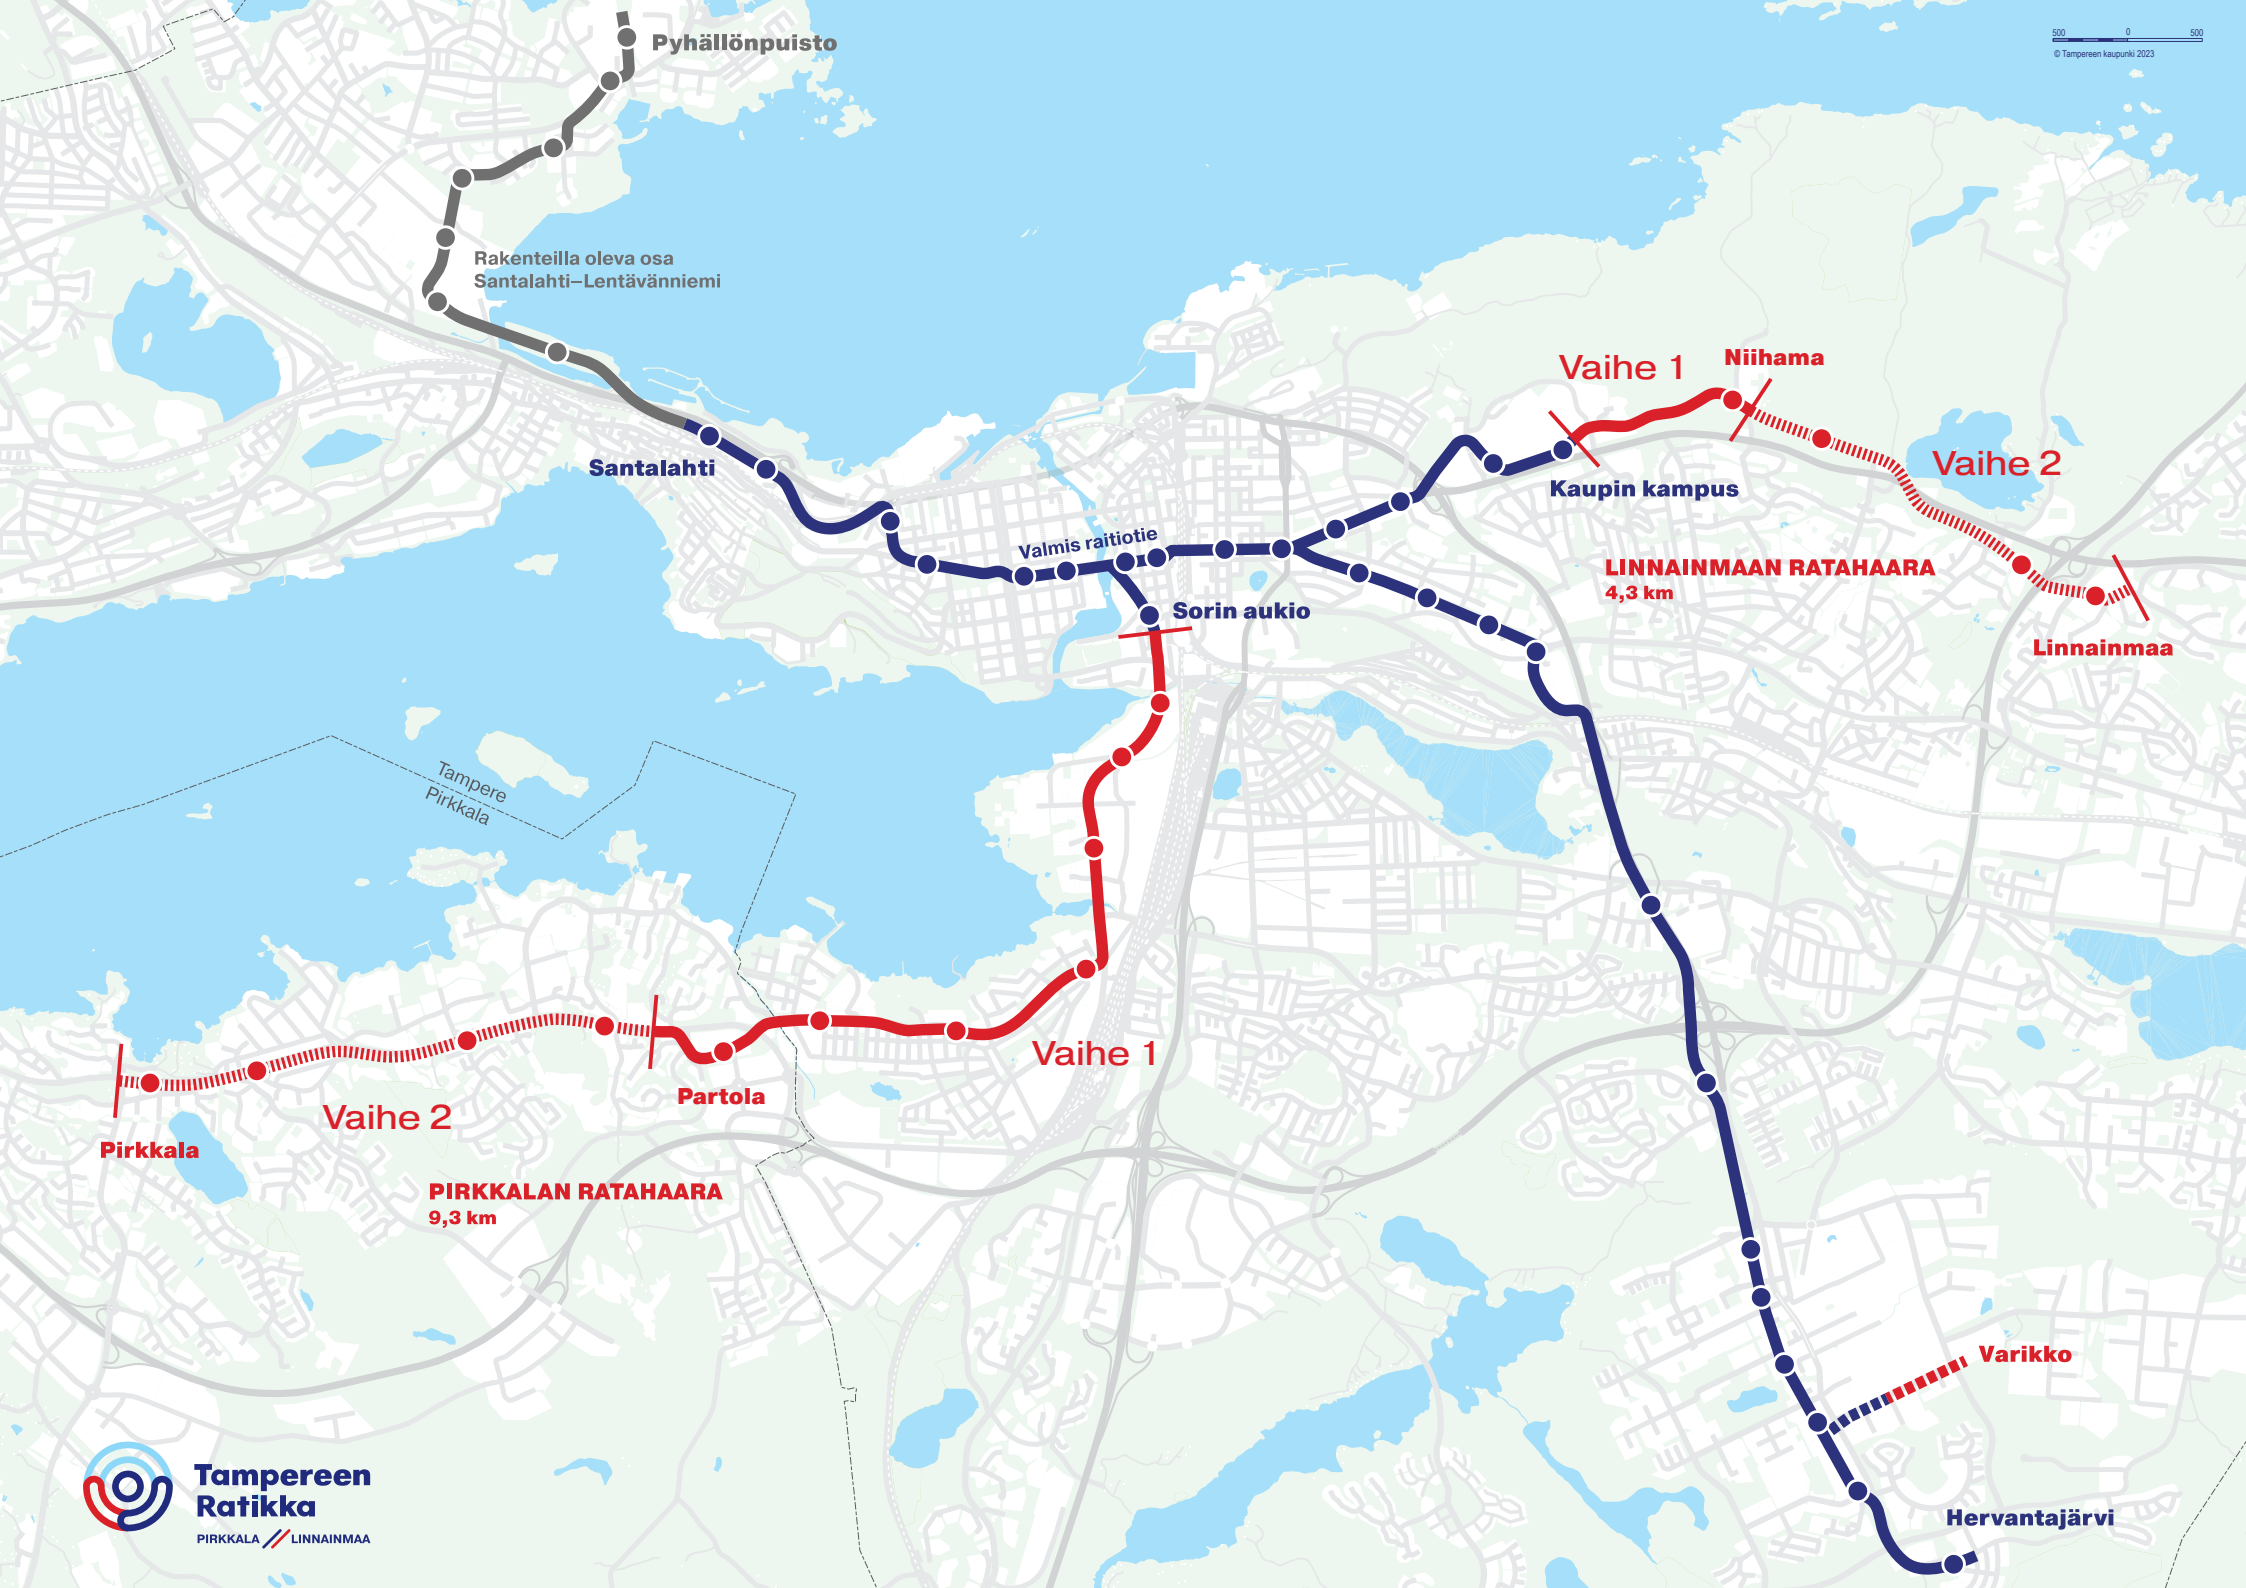 Pyhällönpuisto
500 0 500
© Tampereen kaupunki 2023
Rakenteilla oleva osa
Santalahti–Lentävänniemi
Vaihe 1
Niihama
Santalahti
Vaihe 2
Kaupin kampus
Valmis raitiotie
LINNAINMAAN RATAHAARA
4,3 km
Sorin aukio
Linnainmaa
Tampere
Pirkkala
Vaihe 1
Partola
Vaihe 2
Pirkkala
PIRKKALAN RATAHAARA
9,3 km
Varikko
Tampereen
Ratikka
PIRKKALA // LINNAINMAA
Hervantajärvi